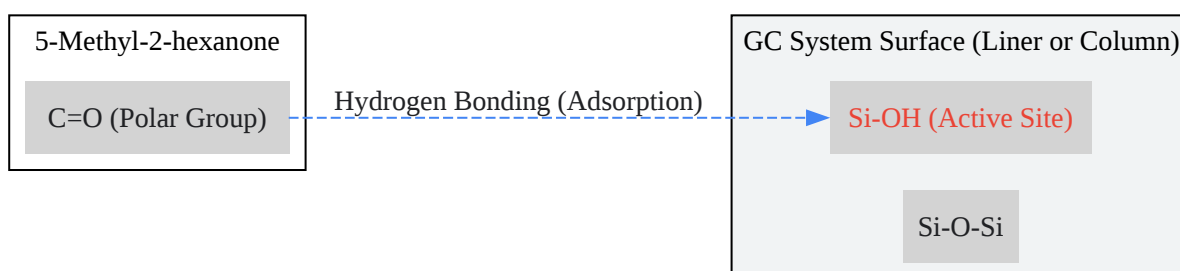 5-Methyl-2-hexanone
C=O (Polar Group)
Hydrogen Bonding (Adsorption)
GC System Surface (Liner or Column)
Si-OH (Active Site)
Si-O-Si